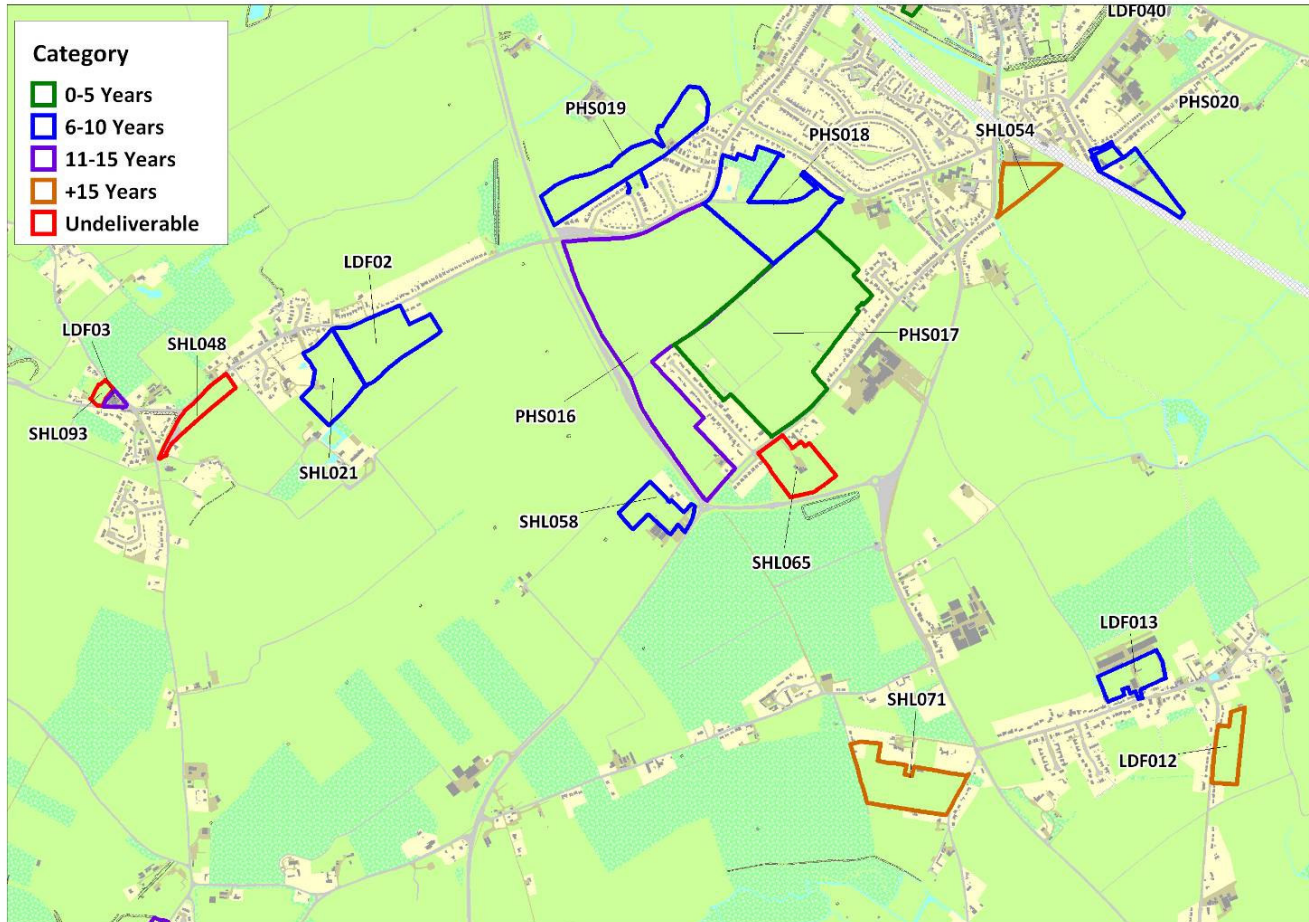 LDF040
Category
0-5 Years
6-10 Years
11-15 Years
+15 Years
Undeliverable
PHS019
PHS018
SHL054
PHS020
LDF02
LDF03
SHL048
PHS017
PHS016
SHL093
SHL021
SHL058
SHL065
LDF013
SHL071
LDF012